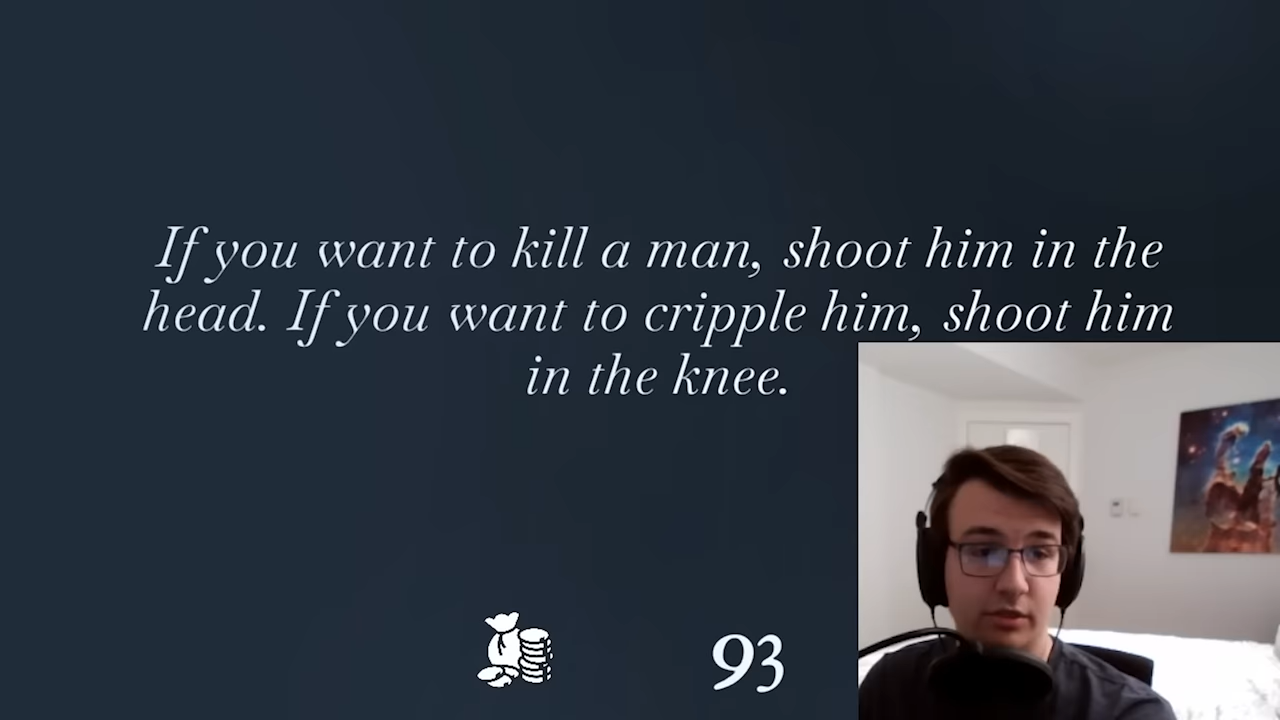 If you want to kill a man, shoot him in the
head. If you want to cripple him, shoot him
in the knee.
93